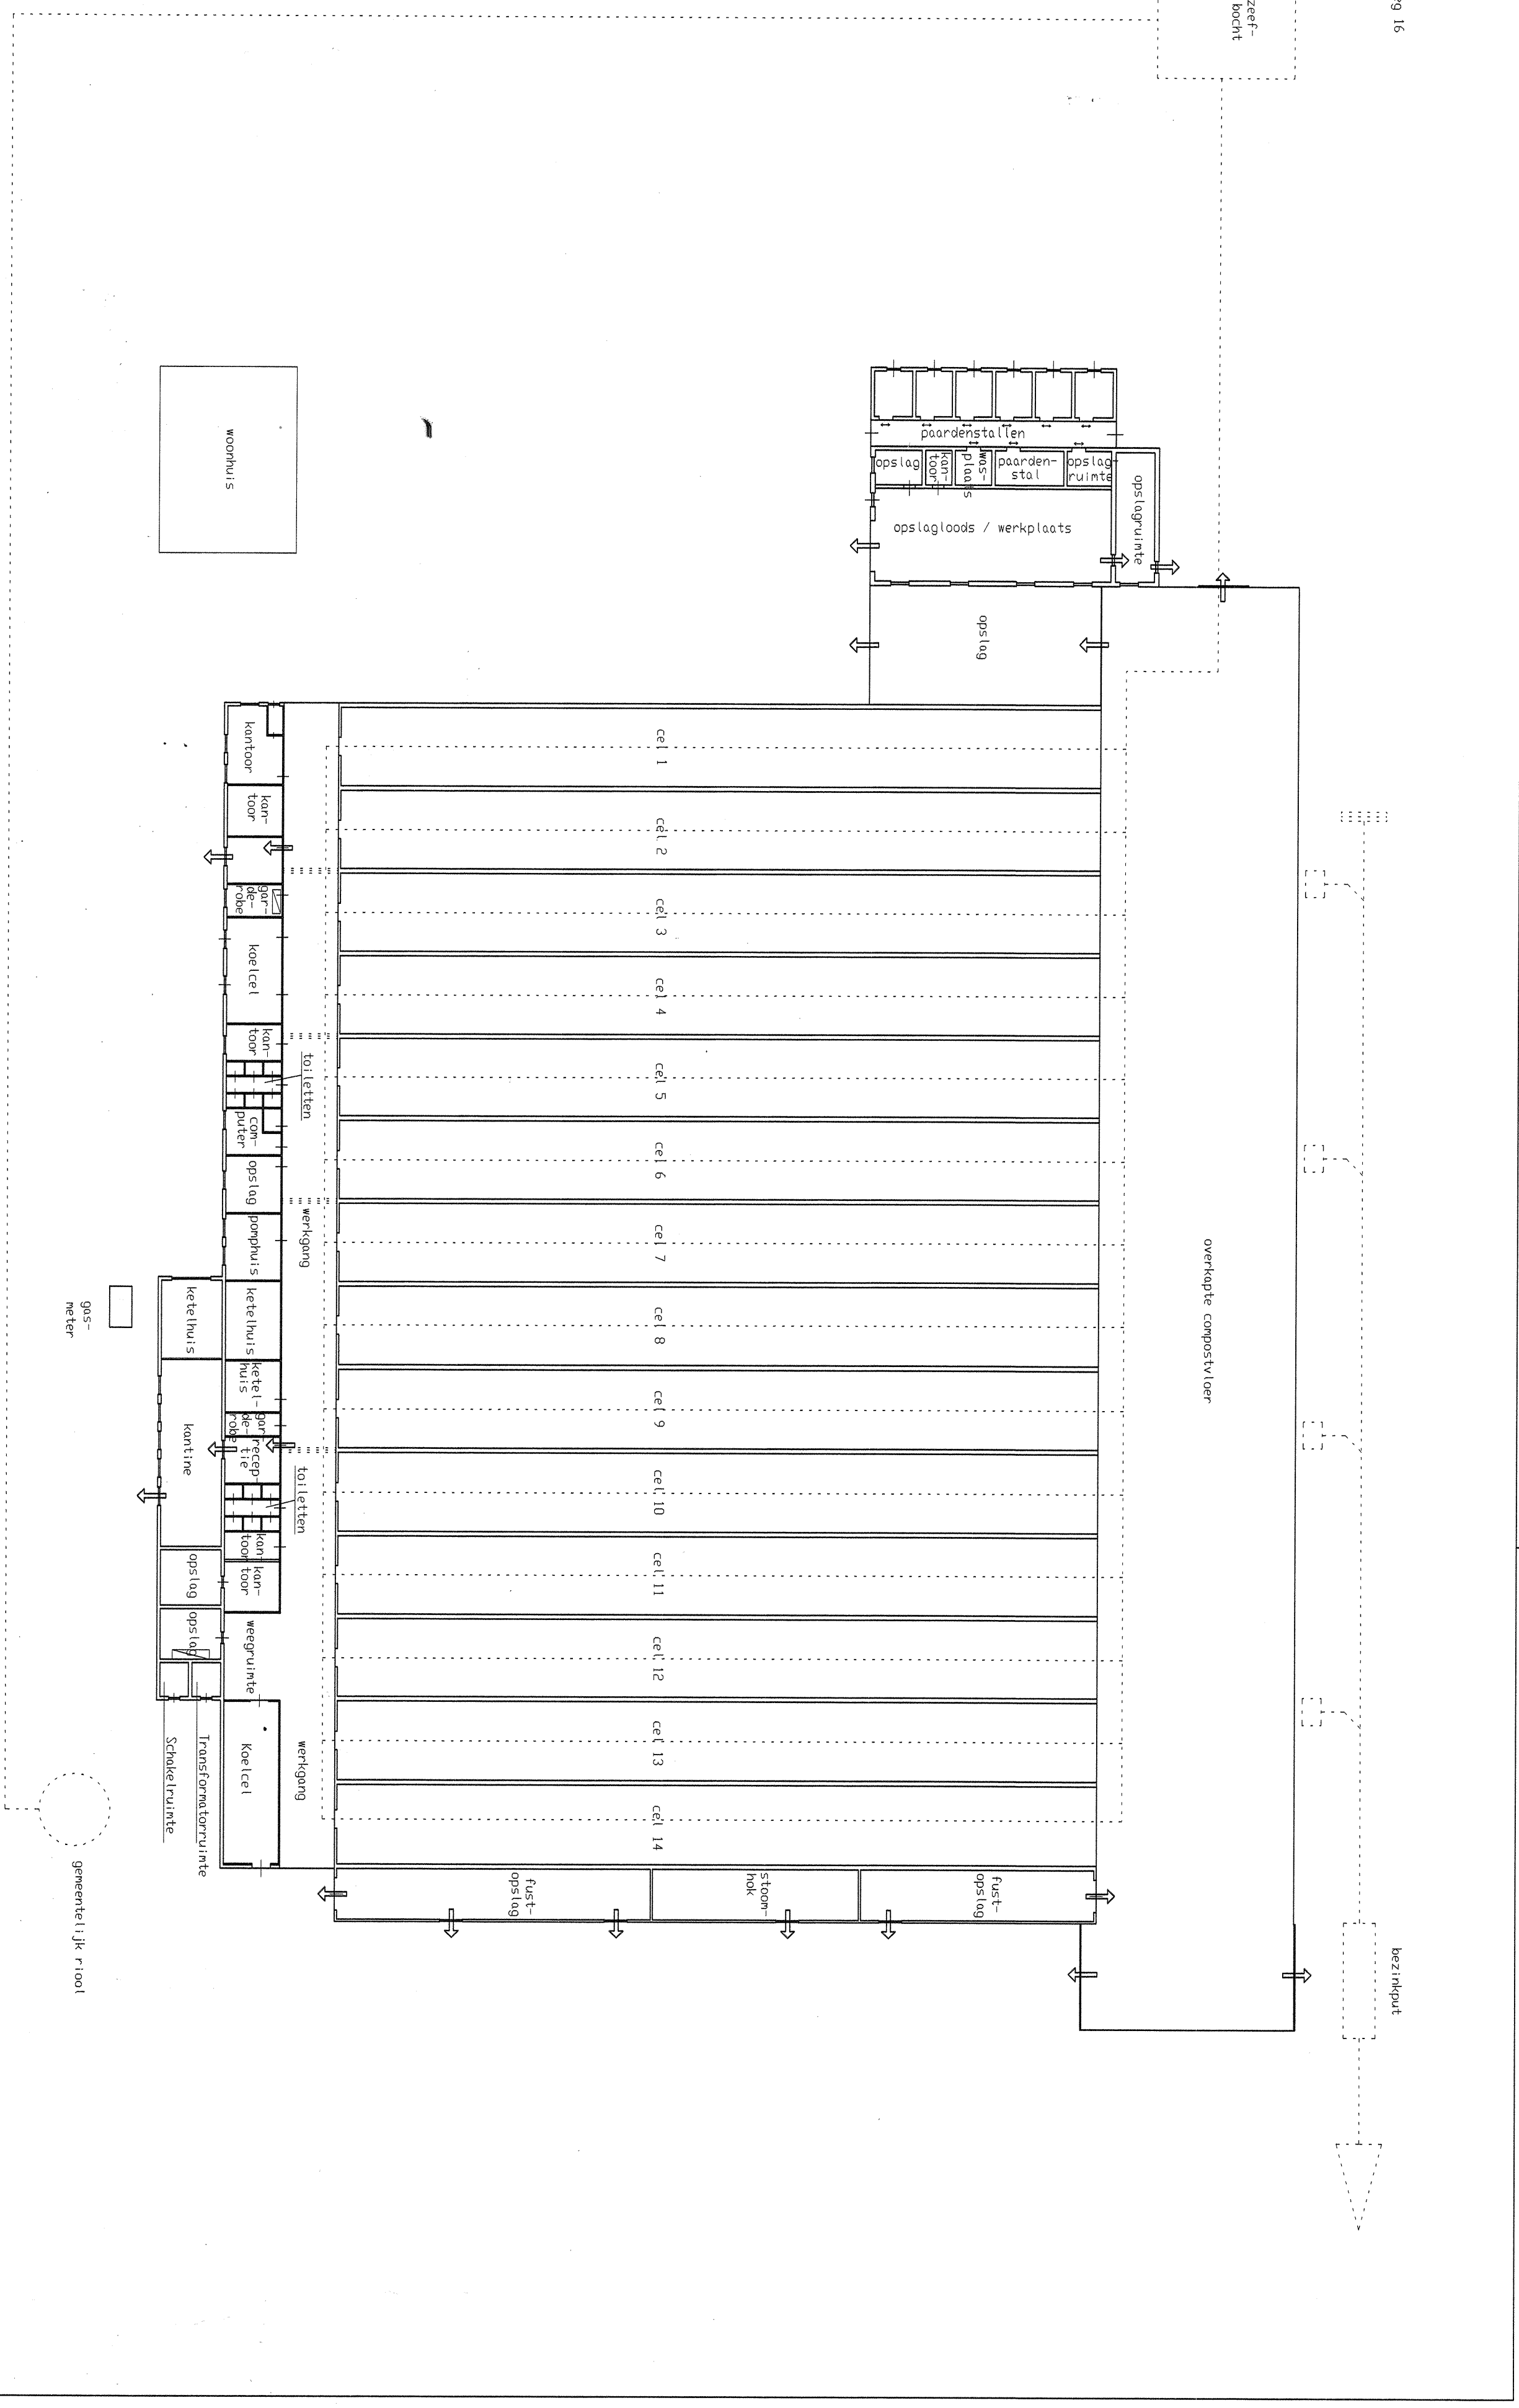 zeef-
bocht
g 16
woonhuis
paardenstallen
opslag
kan-
toor
was-
plaats
paarden-
stal
opslag
ruimte
opslagruimte
opslagloods / werkplaats
opslag
kantoor
kan-
toor
gar-
de-
robe
koelcel
kan-
toor
toiletten
com-
puter
opslag
pomphuis
werkgang
ketelhuis
ketelhuis
ketel-
huis
gar-
de-
robe
recep-
tie
toiletten
kantine
kan-
toor
kan-
toor
opslag
opslag
weegruimte
Koelcel
werkgang
Transformatorruimte
Schakelruimte
gas-
meter
gemeentelijk riool
cel 1
cel 2
cel 3
cel 4
cel 5
cel 6
cel 7
cel 8
cel 9
cel 10
cel 11
cel 12
cel 13
cel 14
overkapte compostvloer
fust-
opslag
stoom-
hok
fust-
opslag
bezinkput